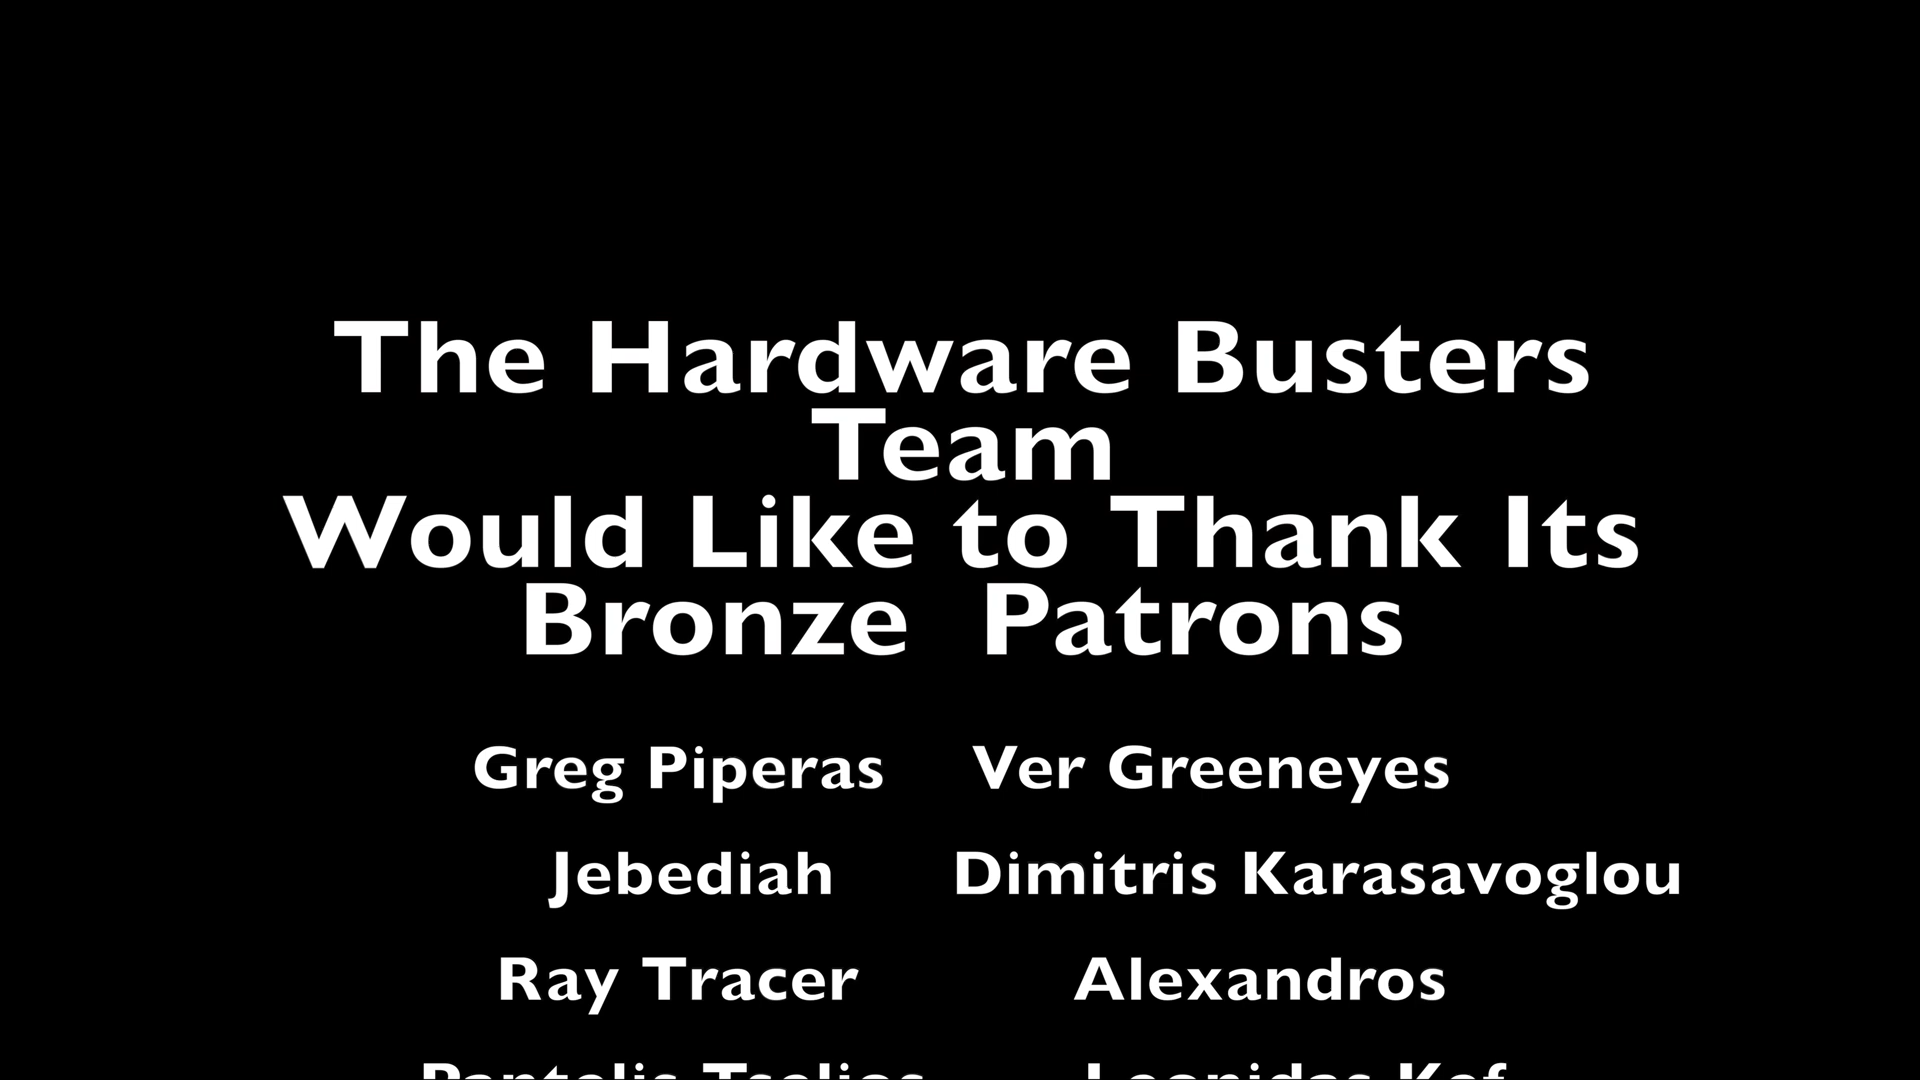 The Hardware Busters
Team
Would Like to Thank Its
Bronze  Patrons
Greg Piperas Ver Greeneyes
Jebediah Dimitris Karasavoglou
Ray Tracer Alexandros